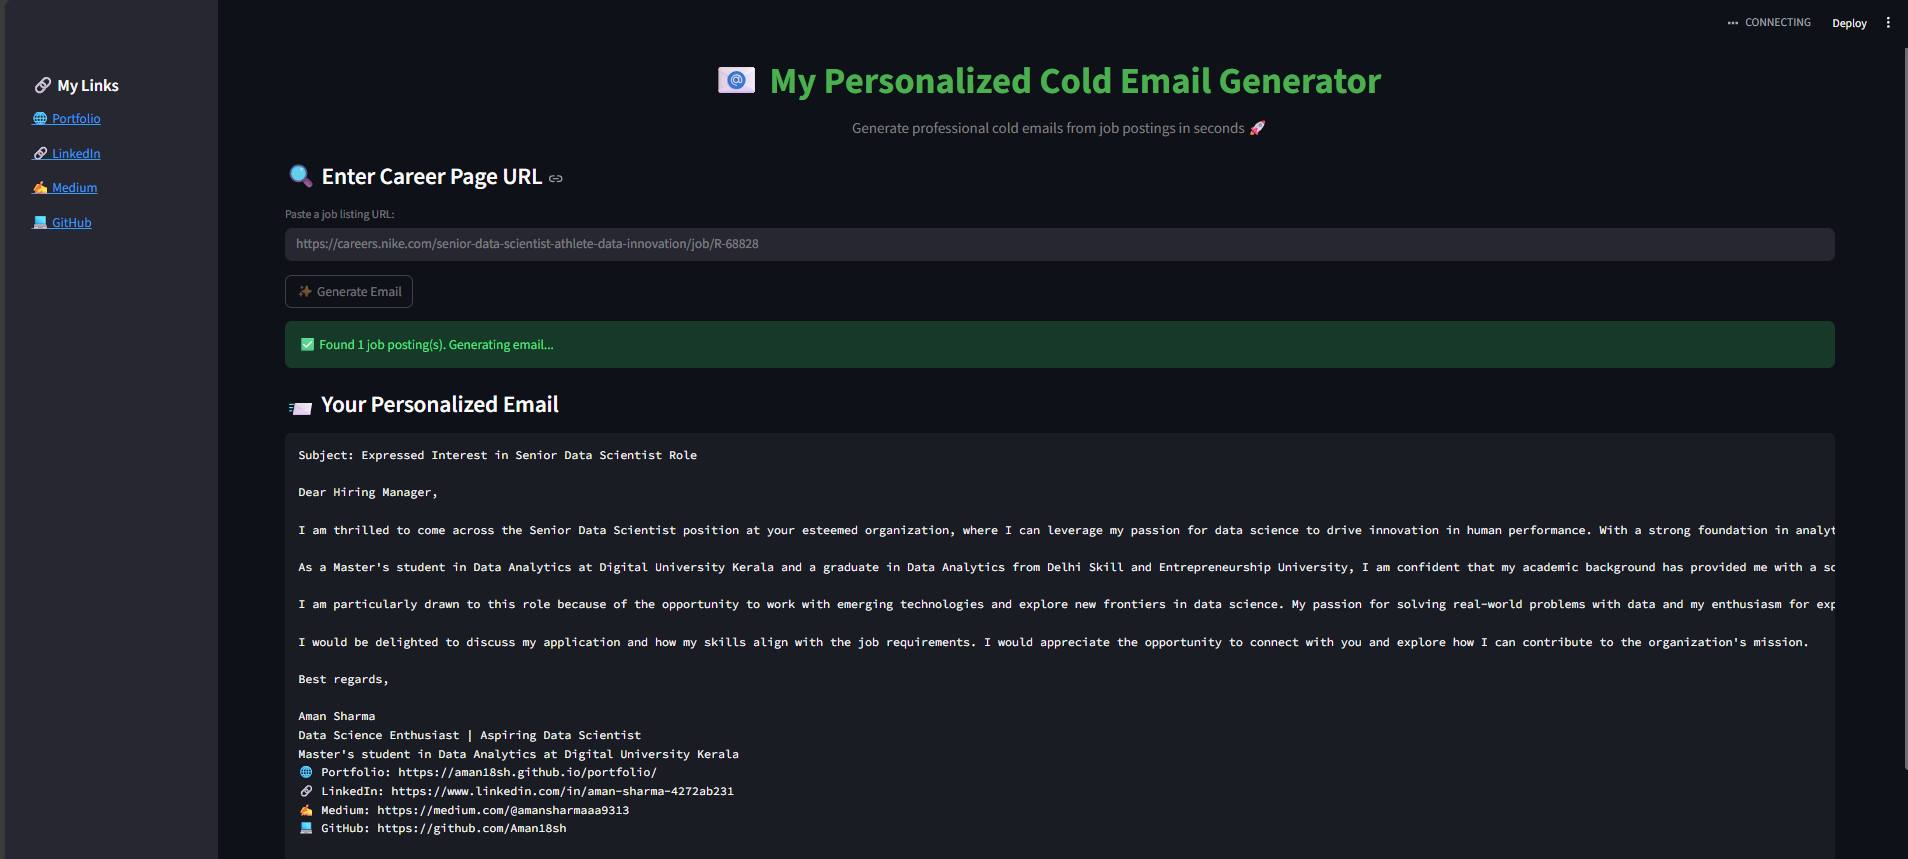 CONNECTING
Deploy
My Links
Portfolio
LinkedIn
Medium
GitHub
My Personalized Cold Email Generator
Generate professional cold emails from job postings in seconds 🚀
Enter Career Page URL
Paste a job listing URL:
https://careers.nike.com/senior-data-scientist-athlete-data-innovation/job/R-68828
✨ Generate Email
✅ Found 1 job posting(s). Generating email...
Your Personalized Email
Subject: Expressed Interest in Senior Data Scientist Role
Dear Hiring Manager,
I am thrilled to come across the Senior Data Scientist position at your esteemed organization, where I can leverage my passion for data science to drive innovation in human performance. With a strong foundation in
As a Master's student in Data Analytics at Digital University Kerala and a graduate in Data Analytics from Delhi Skill and Entrepreneurship University, I am confident that my academic background has provided me with a
I am particularly drawn to this role because of the opportunity to work with emerging technologies and explore new frontiers in data science. My passion for solving real-world problems with data and my enthusiasm for
I would be delighted to discuss my application and how my skills align with the job requirements. I would appreciate the opportunity to connect with you and explore how I can contribute to the organization's mission.
Best regards,
Aman Sharma
Data Science Enthusiast | Aspiring Data Scientist
Master's student in Data Analytics at Digital University Kerala
🌐 Portfolio: https://aman18sh.github.io/portfolio/
🔗 LinkedIn: https://www.linkedin.com/in/aman-sharma-4272ab231
✍️ Medium: https://medium.com/@amansharmaaa9313
💻 GitHub: https://github.com/Aman18sh